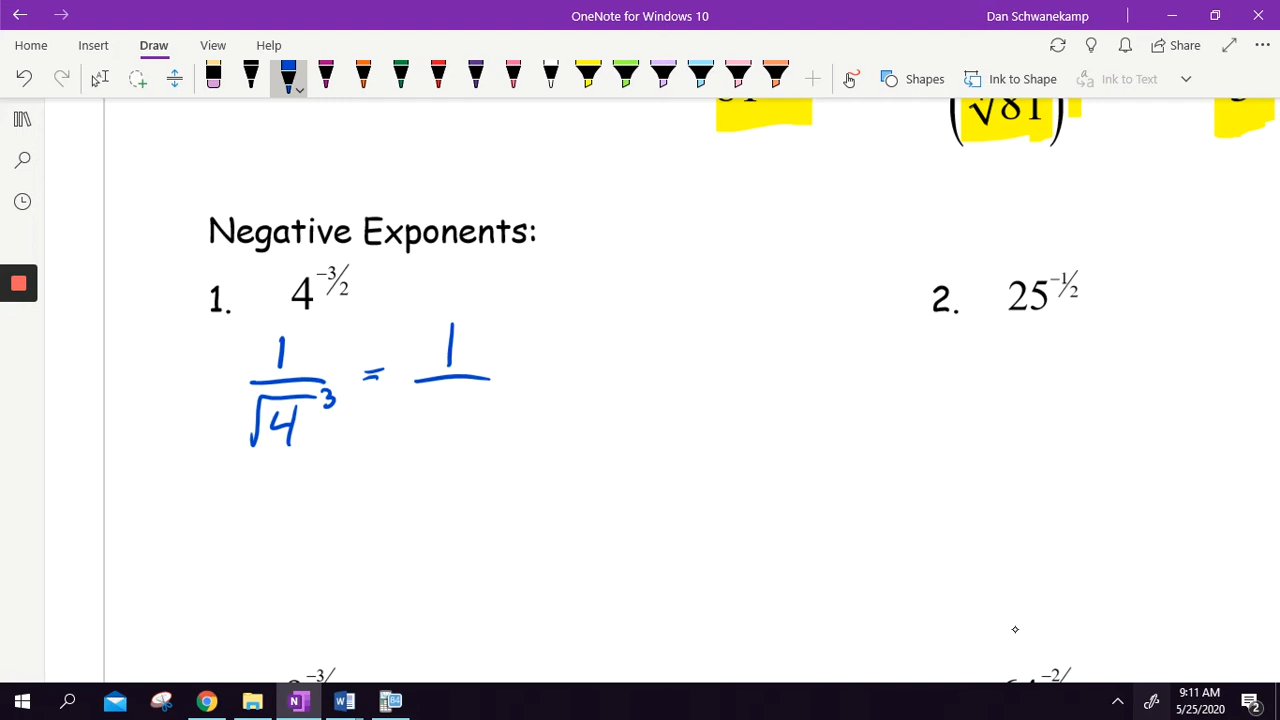 OneNote for Windows 10
Dan Schwanekamp
Home Insert Draw View Help
Share
Shapes Ink to Shape Ink to Text
(√81)
Negative Exponents:
1. 4^(-3/2)
2. 25^(-1/2)
1/√4^3 = 1/
9:11 AM
5/25/2020
2